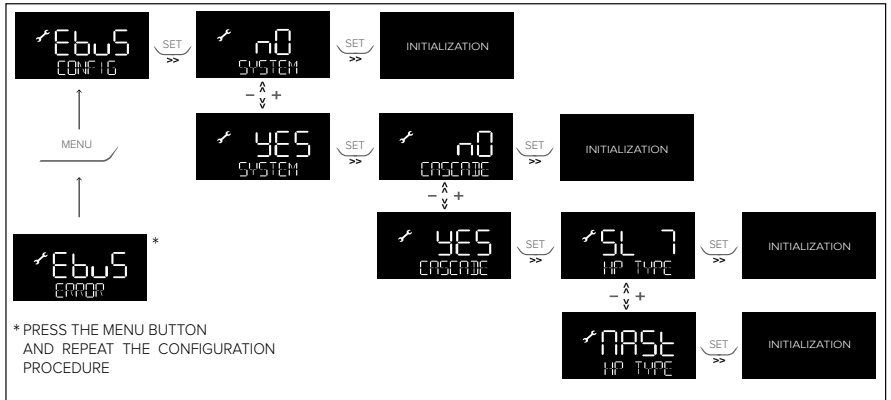 EbuS SET >> nO SET >> INITIALIZATION
CONFIG SYSTEM
- +
MENU YES SET >> nO SET >> INITIALIZATION
SYSTEM CASCADE
- +
EbuS * YES SET >> SL 7 SET >> INITIALIZATION
ERROR CASCADE HP TYPE
- +
* PRESS THE MENU BUTTON
AND REPEAT THE CONFIGURATION
PROCEDURE
MASt SET >> INITIALIZATION
HP TYPE